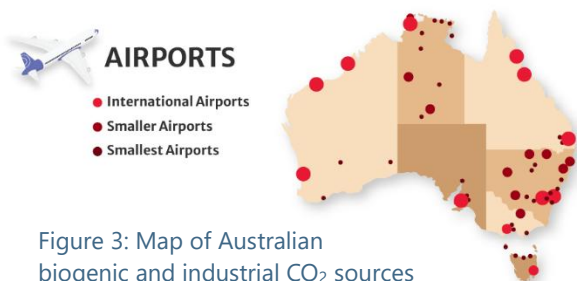 AIRPORTS
International Airports
Smaller Airports
Smallest Airports
Figure 3: Map of Australian
biogenic and industrial CO₂ sources